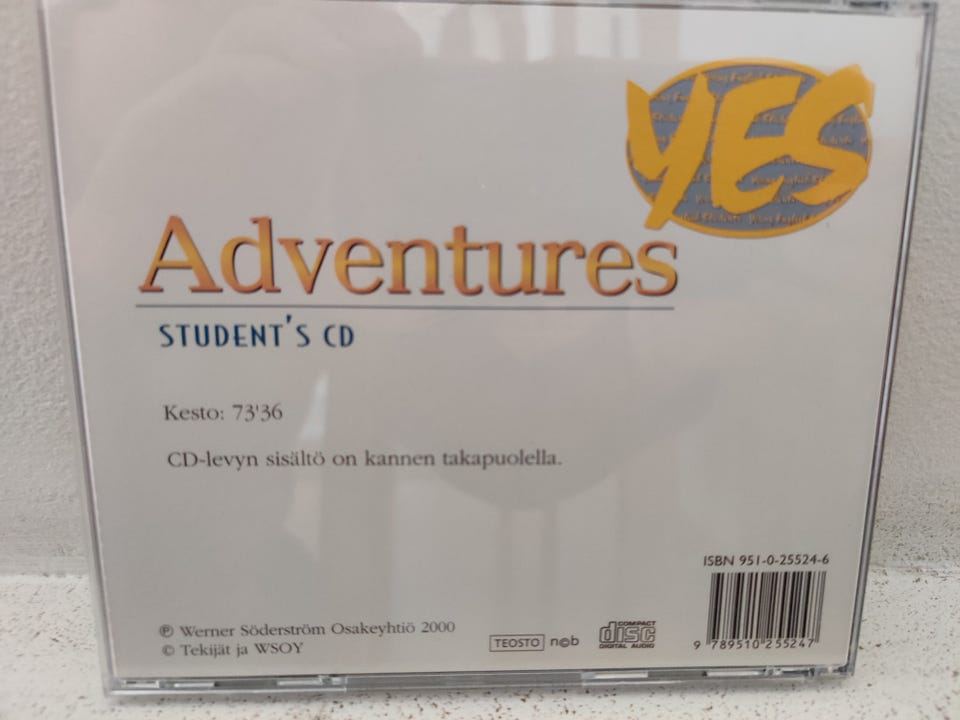 YES
Adventures
STUDENT'S CD
Kesto: 73'36
CD-levyn sisältö on kannen takapuolella.
ISBN 951-0-25524-6
9 789510 255247
℗ Werner Söderström Osakeyhtiö 2000
© Tekijät ja WSOY
TEOSTO n©b
COMPACT
disc
DIGITAL AUDIO